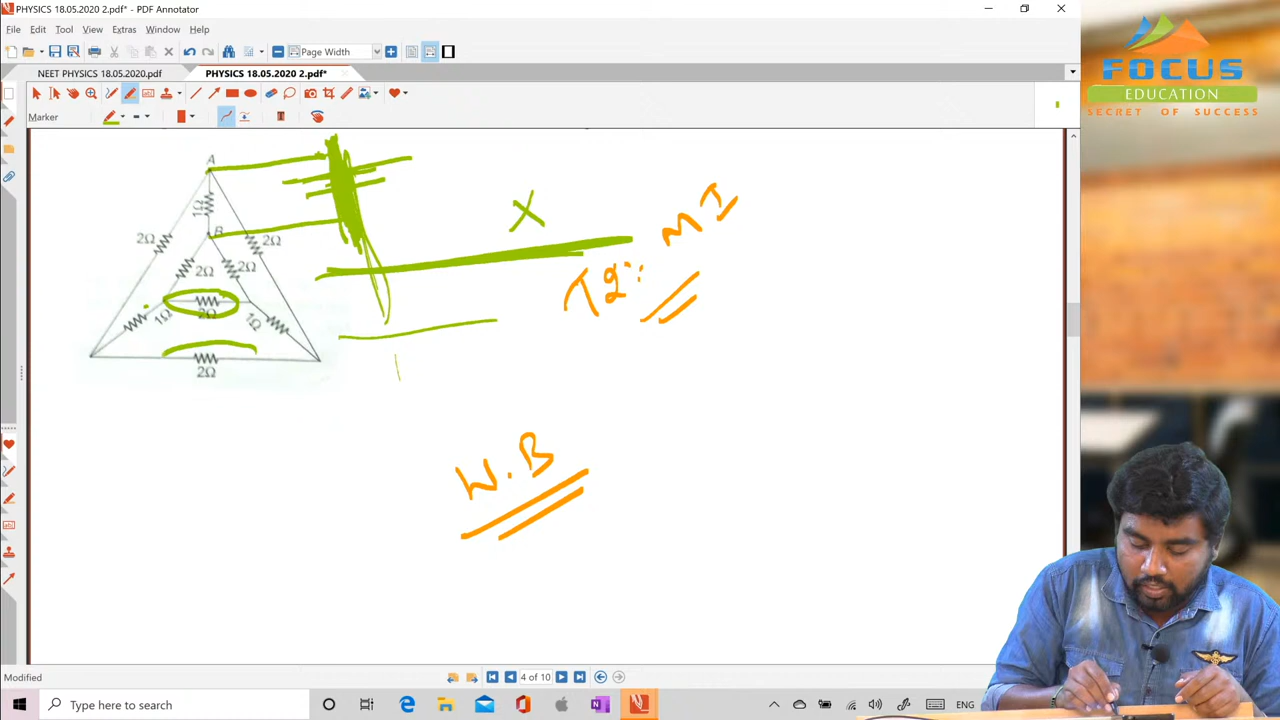 PHYSICS 18.05.2020 2.pdf* - PDF Annotator
File Edit Tool View Extras Window Help
Page Width
NEET PHYSICS 18.05.2020.pdf
PHYSICS 18.05.2020 2.pdf*
Marker
FOCUS
EDUCATION
SECRET OF SUCCESS
A
1Ω
B
2Ω
2Ω
2Ω
2Ω
2Ω
1Ω
1Ω
2Ω
X
T2: MI
W.B
Modified
4 of 10
Type here to search
ENG